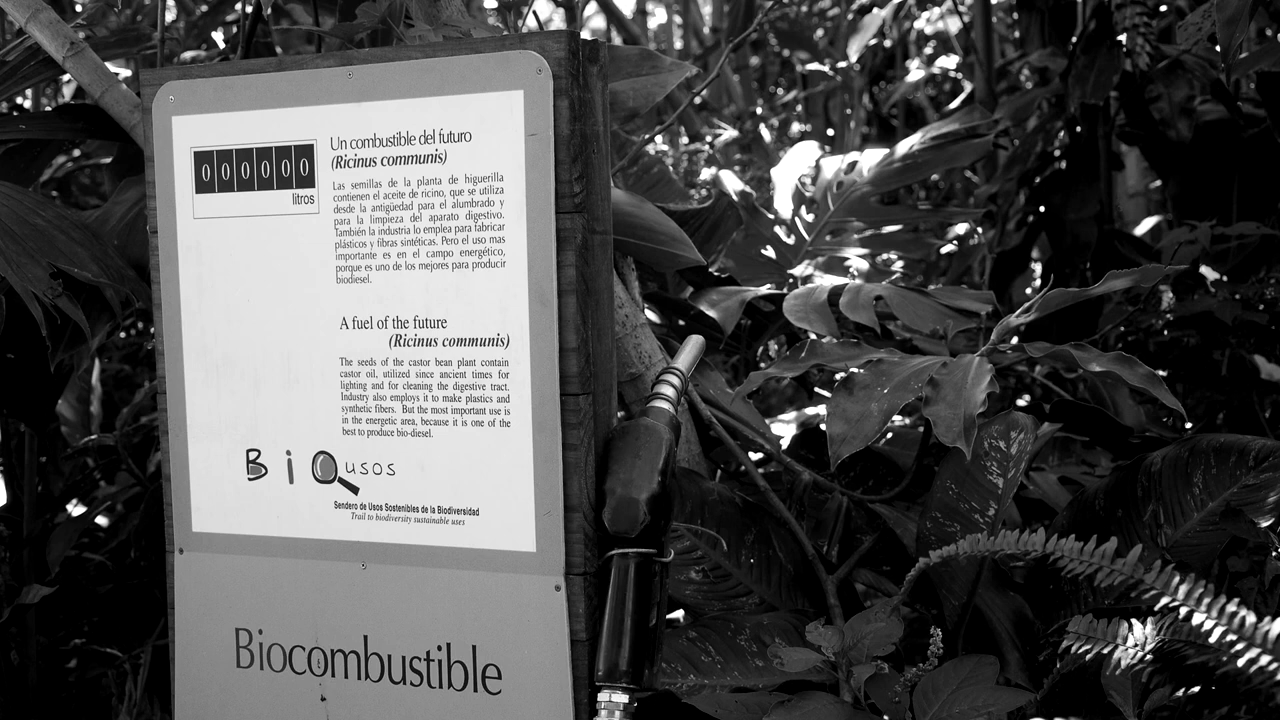 000000
litros
Un combustible del futuro
(Ricinus communis)
Las semillas de la planta de higuerilla
contienen el aceite de ricino, que se utiliza
desde la antigüedad para el alumbrado y
para la limpieza del aparato digestivo.
También la industria lo emplea para fabricar
plásticos y fibras sintéticas. Pero el uso mas
importante es en el campo energético,
porque es uno de los mejores para producir
biodiesel.
A fuel of the future
(Ricinus communis)
The seeds of the castor bean plant contain
castor oil, utilized since ancient times for
lighting and for cleaning the digestive tract.
Industry also employs it to make plastics and
synthetic fibers. But the most important use is
in the energetic area, because it is one of the
best to produce bio-diesel.
BiOusos
Sendero de Usos Sostenibles de la Biodiversidad
Trail to biodiversity sustainable uses
Biocombustible